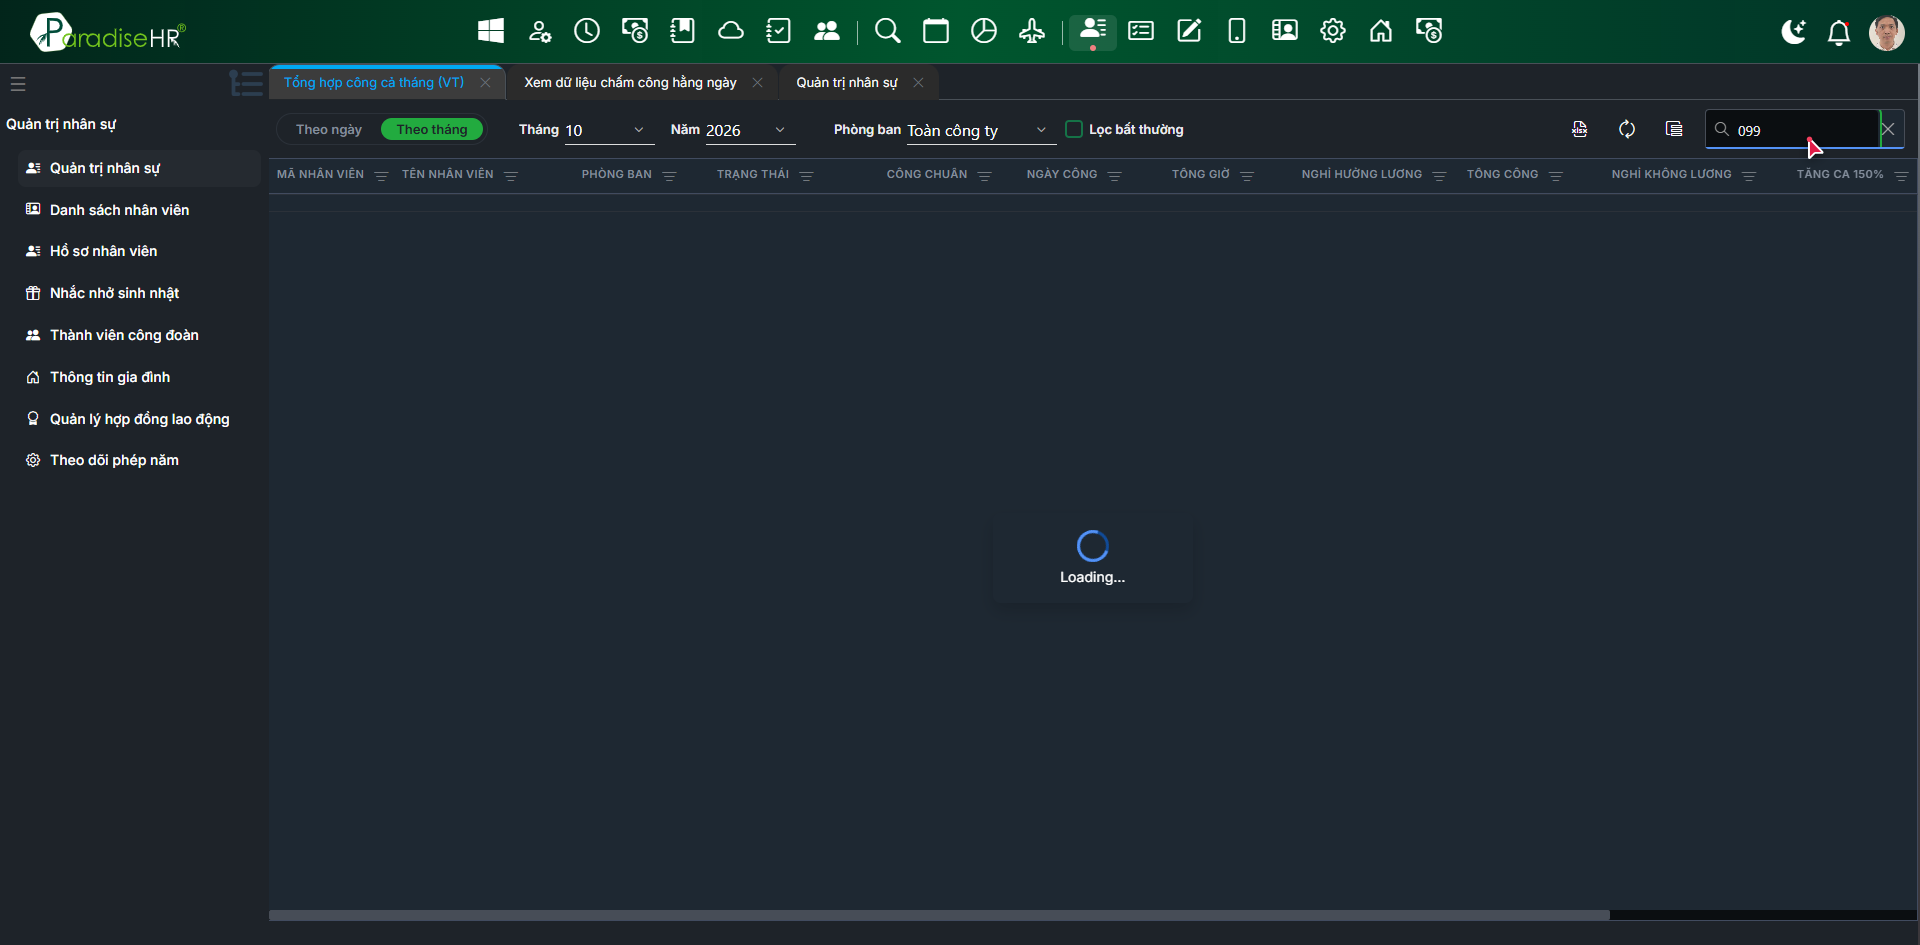 ParadiseHR®
Tổng hợp công cả tháng (VT)
Xem dữ liệu chấm công hằng ngày
Quản trị nhân sự
Quản trị nhân sự
Theo ngày
Theo tháng
Tháng 10
Năm 2026
Phòng ban Toàn công ty
Lọc bất thường
xlsx
099
MÃ NHÂN VIÊN
TÊN NHÂN VIÊN
PHÒNG BAN
TRẠNG THÁI
CÔNG CHUẨN
NGÀY CÔNG
TỔNG GIỜ
NGHỈ HƯỞNG LƯƠNG
TỔNG CÔNG
NGHỈ KHÔNG LƯƠNG
TĂNG CA 150%
Quản trị nhân sự
Danh sách nhân viên
Hồ sơ nhân viên
Nhắc nhở sinh nhật
Thành viên công đoàn
Thông tin gia đình
Quản lý hợp đồng lao động
Theo dõi phép năm
Loading...